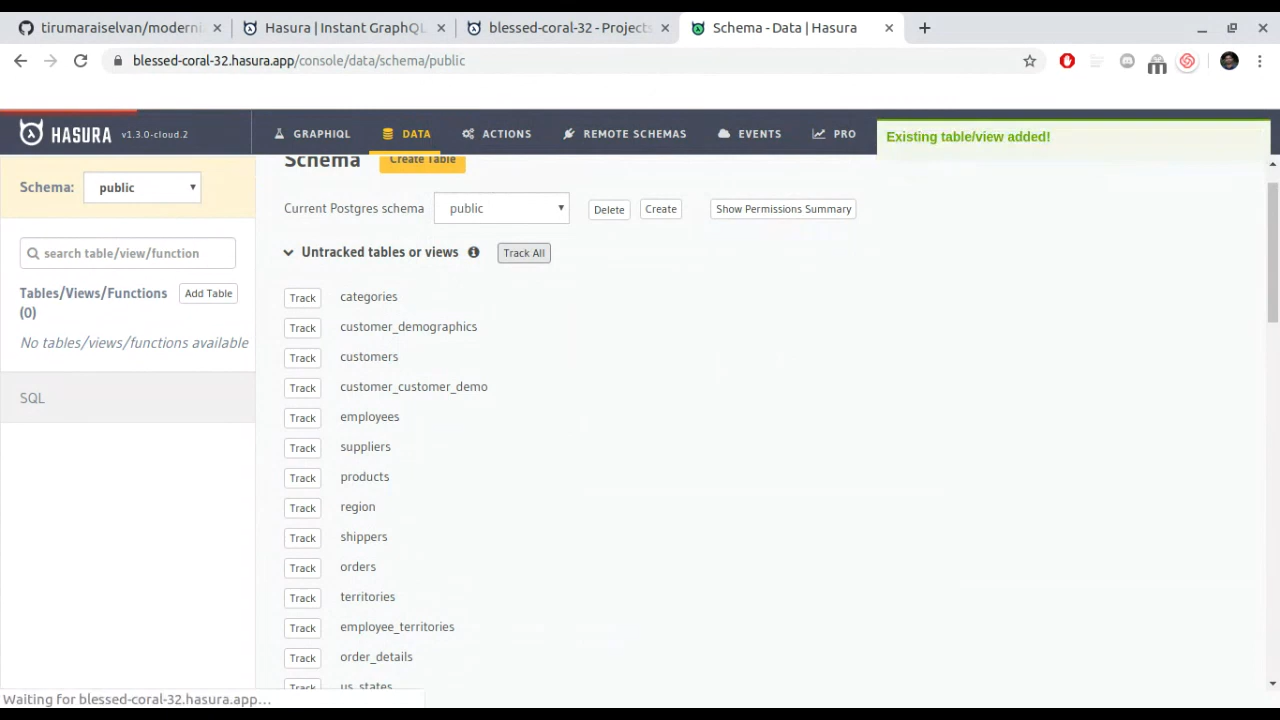 tirumaraiselvan/moderni
Hasura | Instant GraphQL
blessed-coral-32 - Projects
Schema - Data | Hasura
blessed-coral-32.hasura.app/console/data/schema/public
HASURA v1.3.0-cloud.2
GRAPHIQL
DATA
ACTIONS
REMOTE SCHEMAS
EVENTS
PRO
Existing table/view added!
Schema: public
search table/view/function
Tables/Views/Functions
(0)
Add Table
No tables/views/functions available
SQL
Schema
Create Table
Current Postgres schema public Delete Create Show Permissions Summary
Untracked tables or views Track All
Track categories
Track customer_demographics
Track customers
Track customer_customer_demo
Track employees
Track suppliers
Track products
Track region
Track shippers
Track orders
Track territories
Track employee_territories
Track order_details
Track us_states
Waiting for blessed-coral-32.hasura.app...